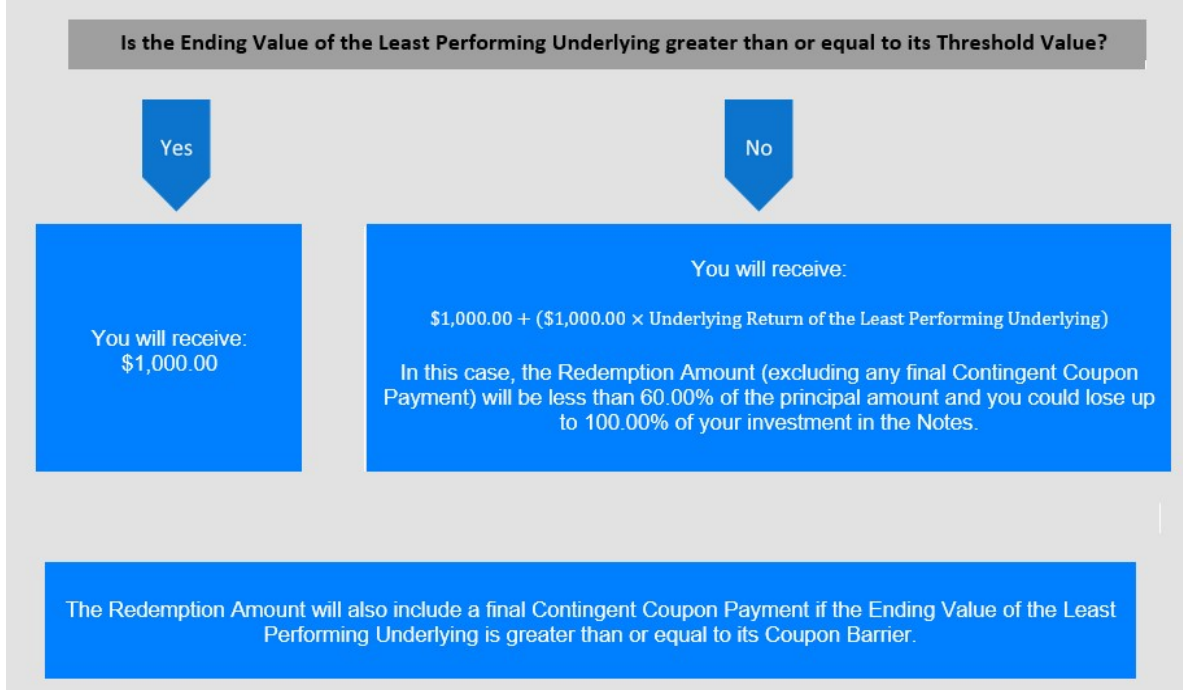 Is the Ending Value of the Least Performing Underlying greater than or equal to its Threshold Value?
Yes
No
You will receive:
$1,000.00
You will receive:
$1,000.00 + ($1,000.00 × Underlying Return of the Least Performing Underlying)
In this case, the Redemption Amount (excluding any final Contingent Coupon
Payment) will be less than 60.00% of the principal amount and you could lose up
to 100.00% of your investment in the Notes.
The Redemption Amount will also include a final Contingent Coupon Payment if the Ending Value of the Least
Performing Underlying is greater than or equal to its Coupon Barrier.